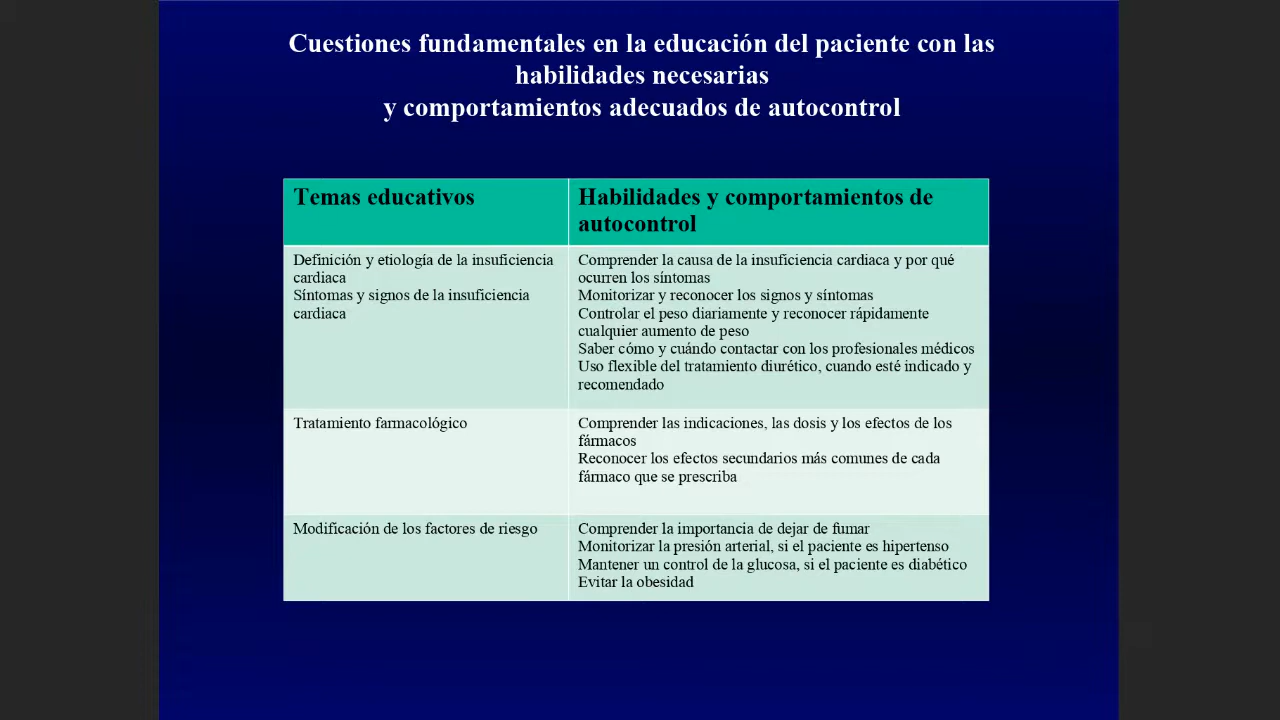 Cuestiones fundamentales en la educación del paciente con las
habilidades necesarias
y comportamientos adecuados de autocontrol
Temas educativos
Habilidades y comportamientos de
autocontrol
Definición y etiología de la insuficiencia
cardiaca
Síntomas y signos de la insuficiencia
cardiaca
Comprender la causa de la insuficiencia cardiaca y por qué
ocurren los síntomas
Monitorizar y reconocer los signos y síntomas
Controlar el peso diariamente y reconocer rápidamente
cualquier aumento de peso
Saber cómo y cuándo contactar con los profesionales médicos
Uso flexible del tratamiento diurético, cuando esté indicado y
recomendado
Tratamiento farmacológico
Comprender las indicaciones, las dosis y los efectos de los
fármacos
Reconocer los efectos secundarios más comunes de cada
fármaco que se prescriba
Modificación de los factores de riesgo
Comprender la importancia de dejar de fumar
Monitorizar la presión arterial, si el paciente es hipertenso
Mantener un control de la glucosa, si el paciente es diabético
Evitar la obesidad